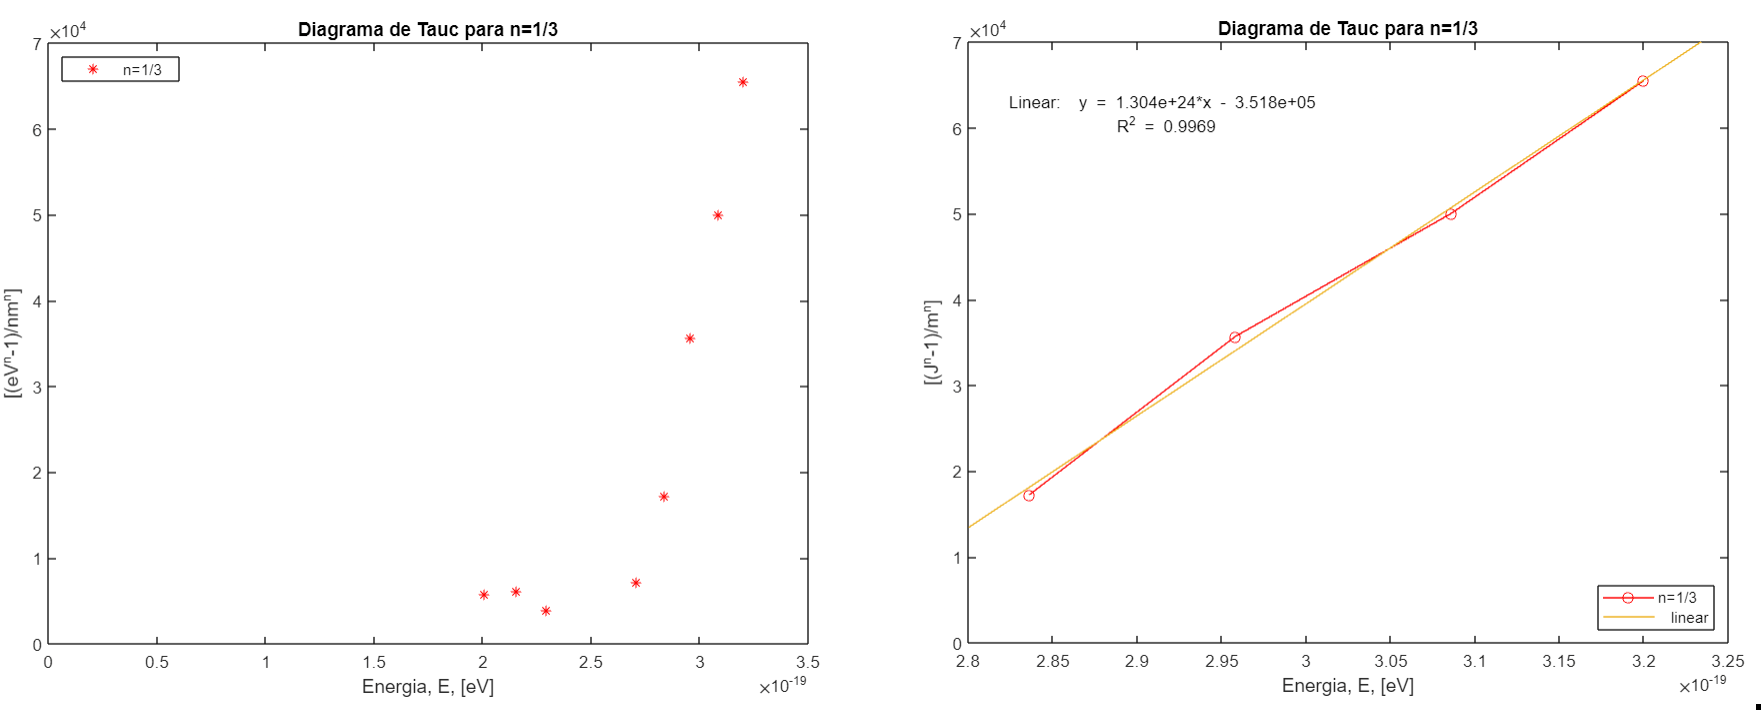 Diagrama de Tauc para n=1/3
×10⁴
n=1/3
7
6
5
4
3
2
1
0
[(eVⁿ-1)/nmⁿ]
0 0.5 1 1.5 2 2.5 3 3.5
Energia, E, [eV]
×10⁻¹⁹
Diagrama de Tauc para n=1/3
×10⁴
Linear: y = 1.304e+24*x - 3.518e+05
R² = 0.9969
7
6
5
4
3
2
1
0
[(Jⁿ-1)/mⁿ]
n=1/3
linear
2.8 2.85 2.9 2.95 3 3.05 3.1 3.15 3.2 3.25
Energia, E, [eV]
×10⁻¹⁹